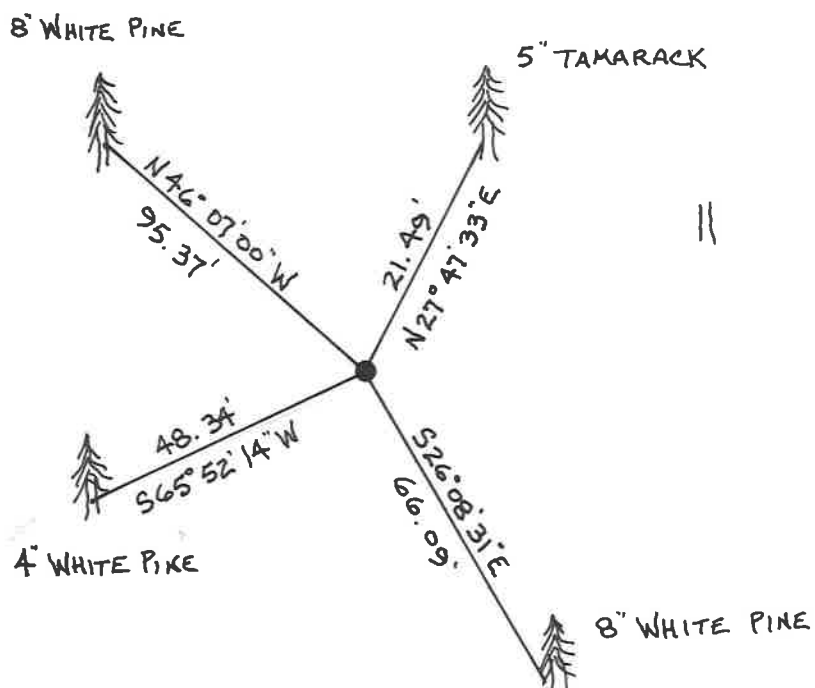 8" WHITE PINE
5" TAMARACK
N46°07'00"W
95.37'
21.49'
N27°47'33"E
||
48.34'
S65°52'14"W
S26°08'31"E
66.09'
4" WHITE PINE
8" WHITE PINE